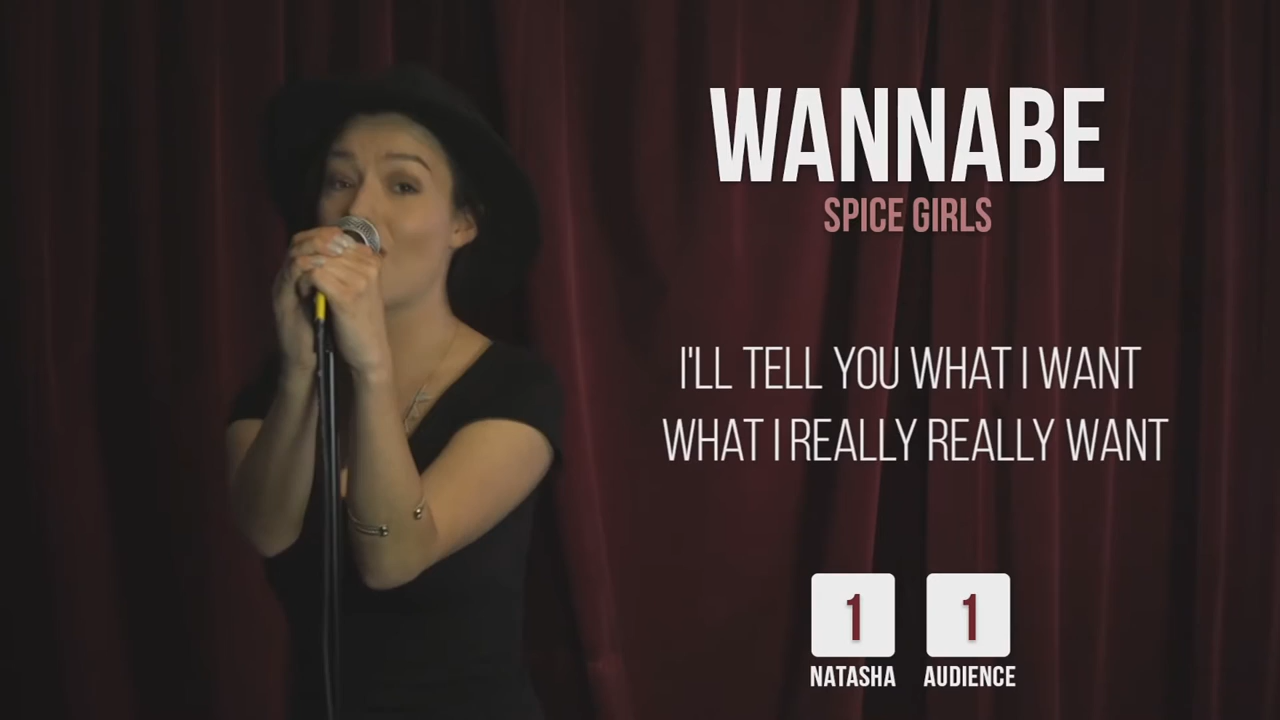 WANNABE
SPICE GIRLS
I'LL TELL YOU WHAT I WANT
WHAT I REALLY REALLY WANT
1 1
NATASHA AUDIENCE